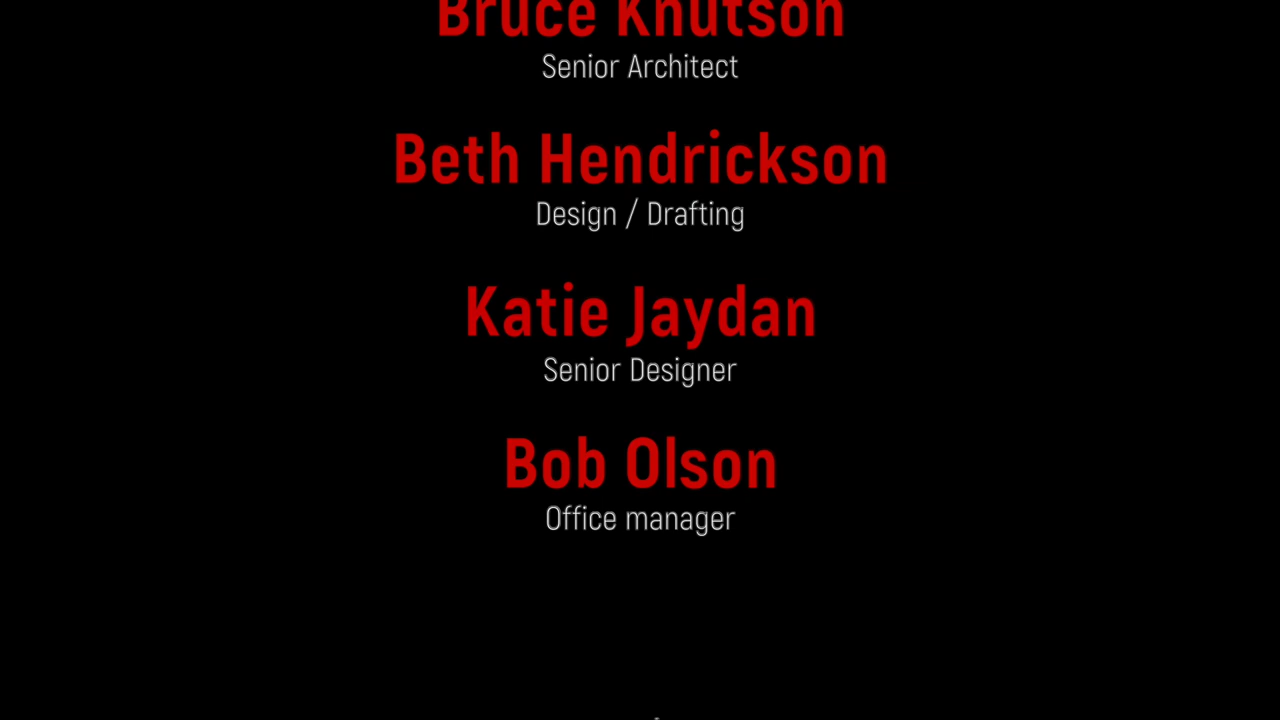 Bruce Knutson
Senior Architect
Beth Hendrickson
Design / Drafting
Katie Jaydan
Senior Designer
Bob Olson
Office manager